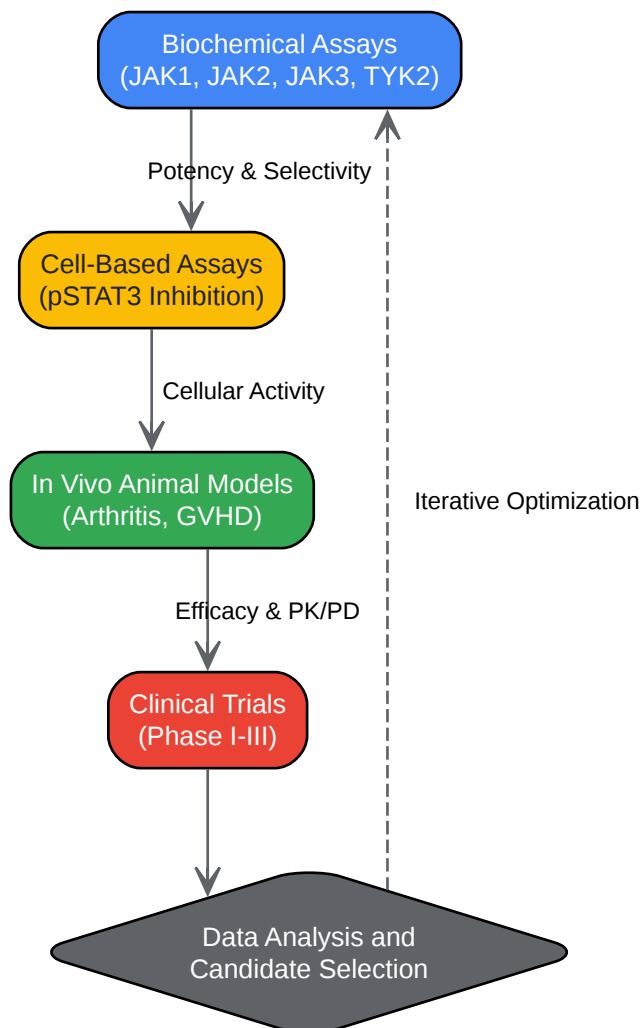 Biochemical Assays
(JAK1, JAK2, JAK3, TYK2)
Potency & Selectivity
Cell-Based Assays
(pSTAT3 Inhibition)
Cellular Activity
In Vivo Animal Models
(Arthritis, GVHD)
Iterative Optimization
Efficacy & PK/PD
Clinical Trials
(Phase I-III)
Data Analysis and
Candidate Selection